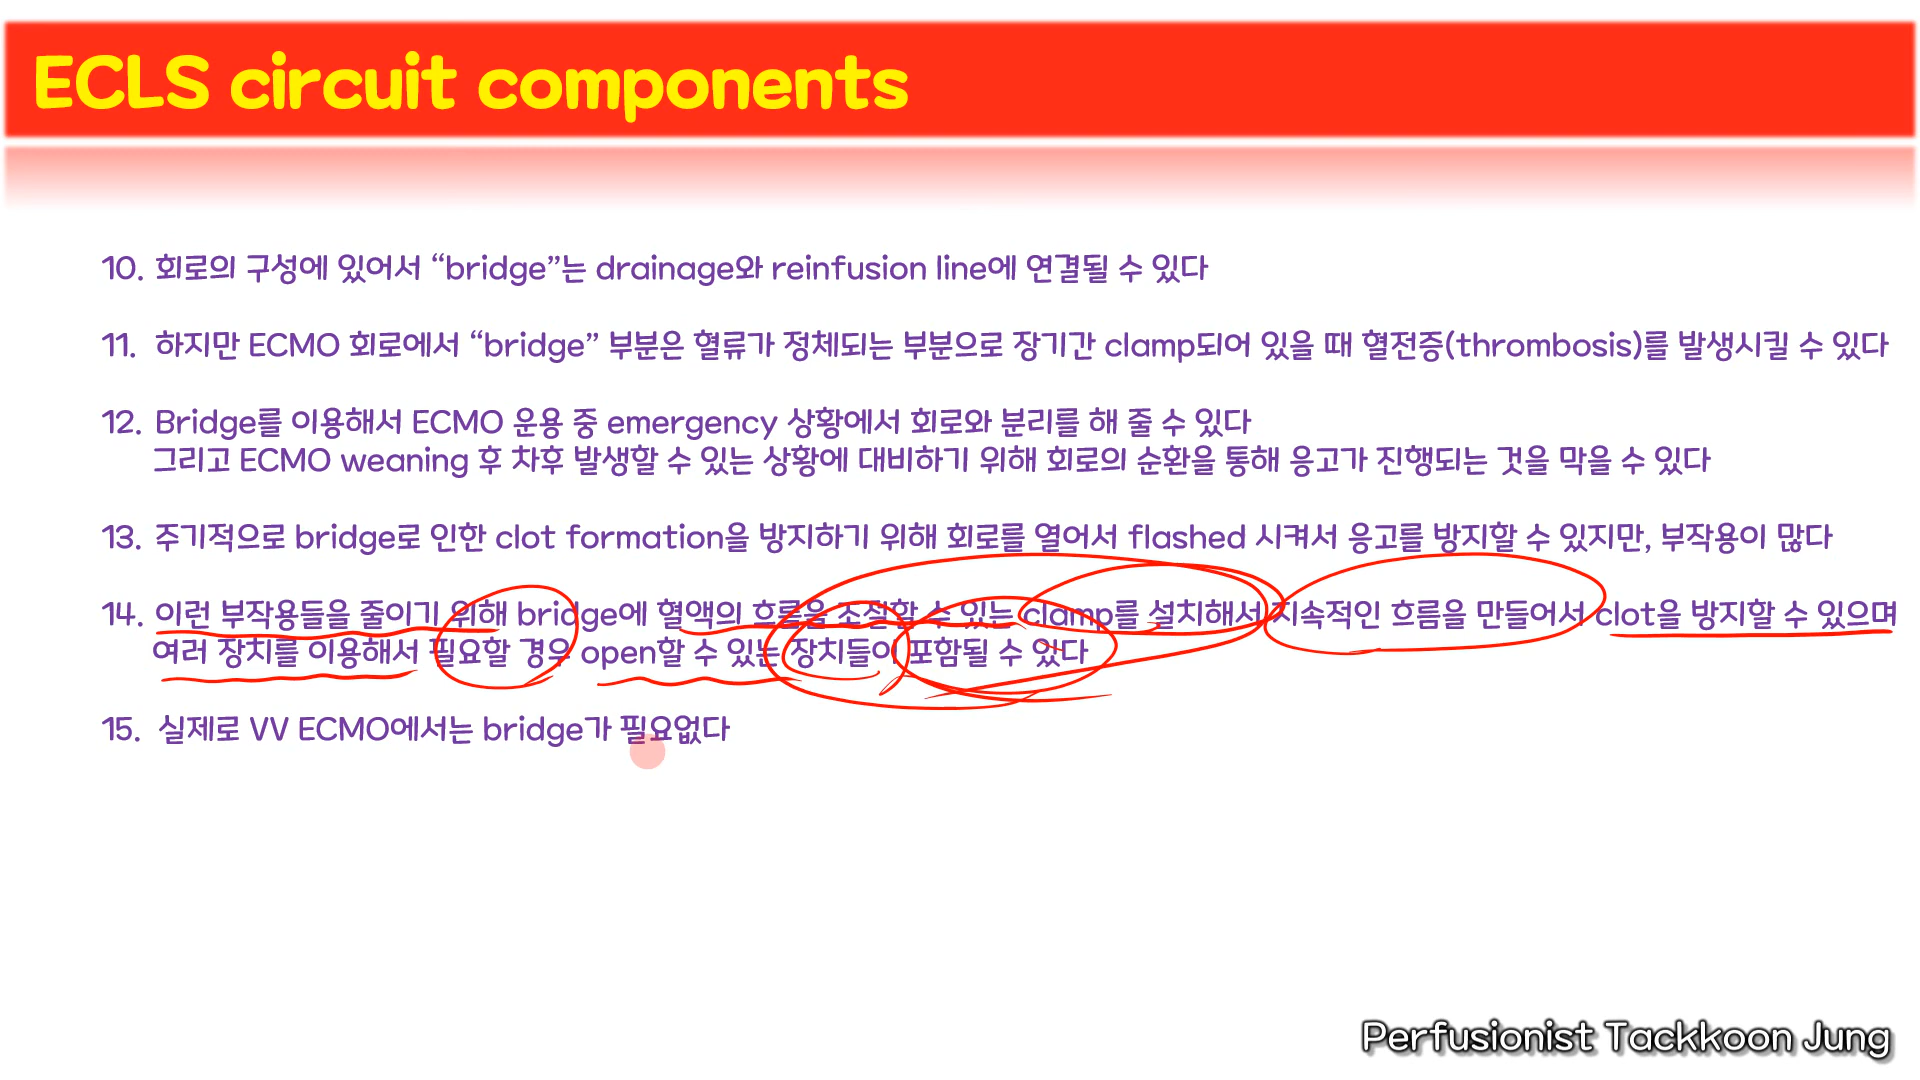 ECLS circuit components
10. 회로의 구성에 있어서 “bridge”는 drainage와 reinfusion line에 연결될 수 있다
11. 하지만 ECMO 회로에서 “bridge” 부분은 혈류가 정체되는 부분으로 장기간 clamp되어 있을 때 혈전증(thrombosis)를 발생시킬 수 있다
12. Bridge를 이용해서 ECMO 운용 중 emergency 상황에서 회로와 분리를 해 줄 수 있다
그리고 ECMO weaning 후 차후 발생할 수 있는 상황에 대비하기 위해 회로의 순환을 통해 응고가 진행되는 것을 막을 수 있다
13. 주기적으로 bridge로 인한 clot formation을 방지하기 위해 회로를 열어서 flashed 시켜서 응고를 방지할 수 있지만, 부작용이 많다
14. 이런 부작용들을 줄이기 위해 bridge에 혈액의 흐름을 조절할 수 있는 clamp를 설치해서 지속적인 흐름을 만들어서 clot을 방지할 수 있으며
여러 장치를 이용해서 필요할 경우 open할 수 있는 장치들이 포함될 수 있다
15. 실제로 VV ECMO에서는 bridge가 필요없다
Perfusionist Tackkoon Jung